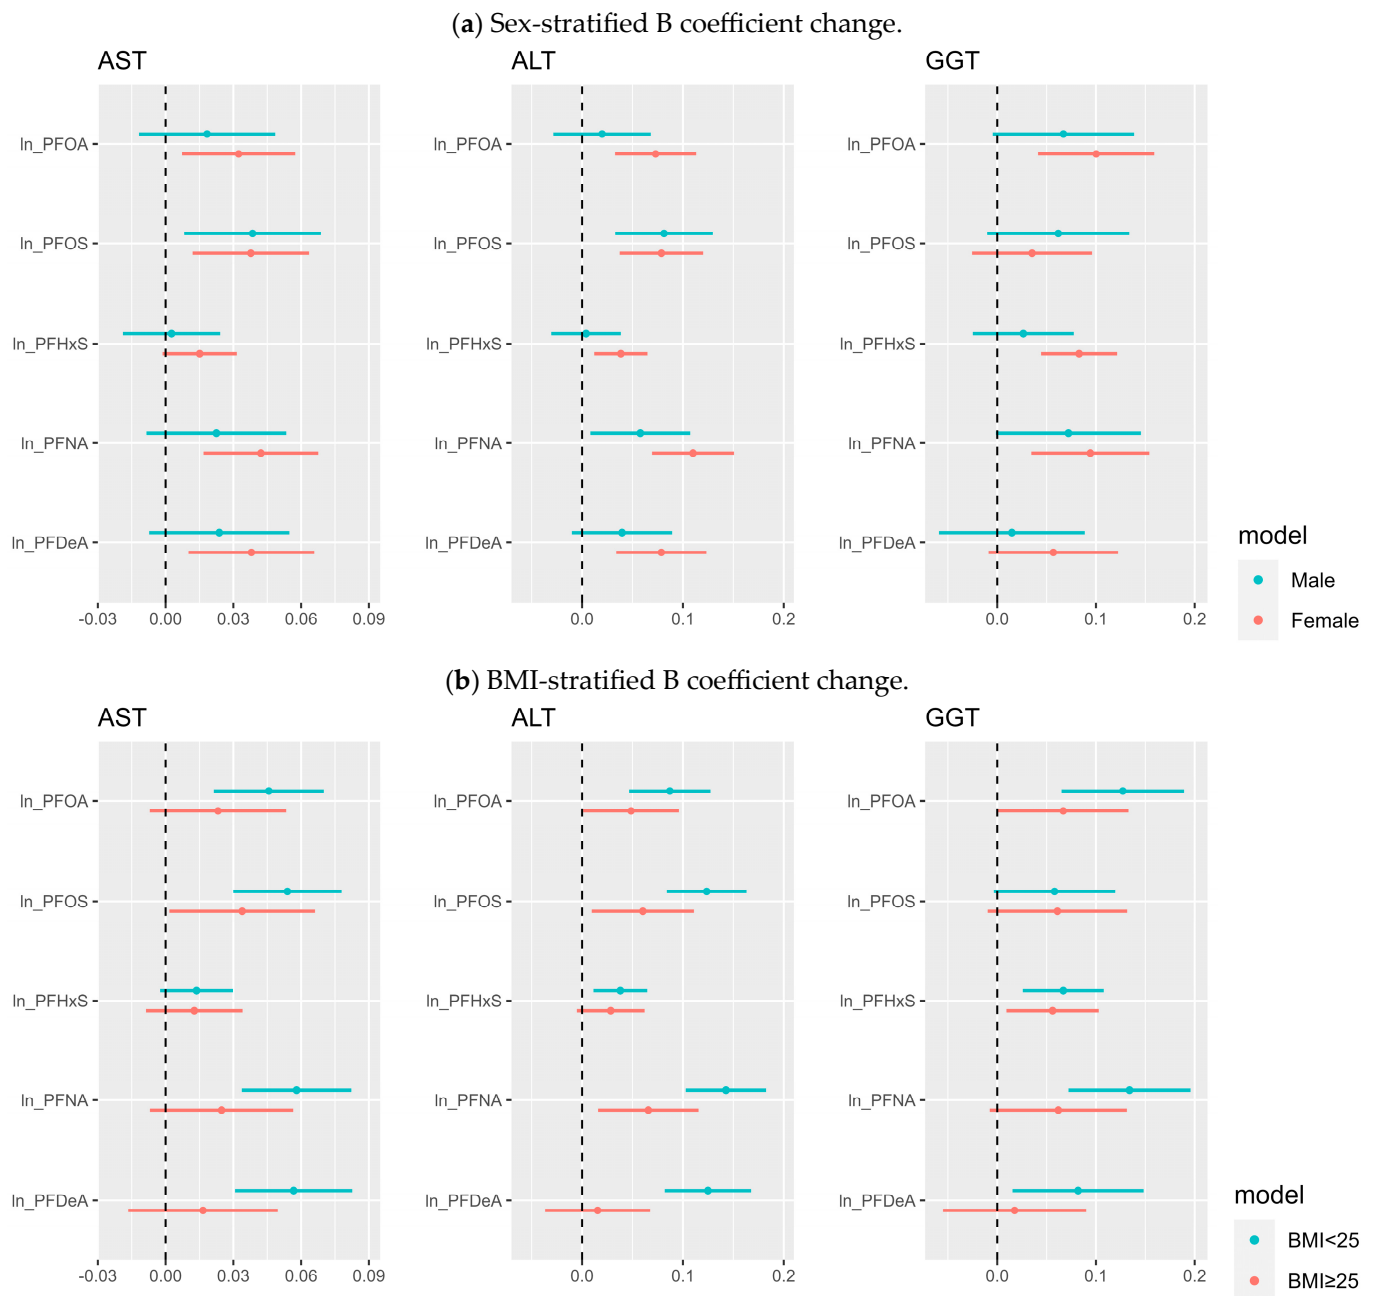 (a) Sex-stratified B coefficient change.
AST ALT GGT
ln_PFOA ln_PFOA ln_PFOA
ln_PFOS ln_PFOS ln_PFOS
ln_PFHxS ln_PFHxS ln_PFHxS
ln_PFNA ln_PFNA ln_PFNA
ln_PFDeA ln_PFDeA ln_PFDeA
model
Male
Female
-0.03 0.00 0.03 0.06 0.09 0.0 0.1 0.2 0.0 0.1 0.2
(b) BMI-stratified B coefficient change.
AST ALT GGT
ln_PFOA ln_PFOA ln_PFOA
ln_PFOS ln_PFOS ln_PFOS
ln_PFHxS ln_PFHxS ln_PFHxS
ln_PFNA ln_PFNA ln_PFNA
ln_PFDeA ln_PFDeA ln_PFDeA
model
BMI<25
BMI≥25
-0.03 0.00 0.03 0.06 0.09 0.0 0.1 0.2 0.0 0.1 0.2